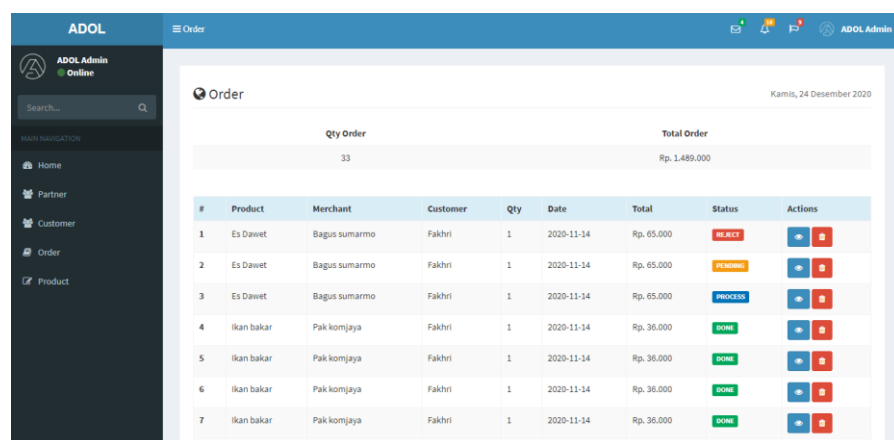 ADOL
Order
4
10
9
ADOL Admin
ADOL Admin
Online
Search...
MAIN NAVIGATION
Home
Partner
Customer
Order
Product
Order
Kamis, 24 Desember 2020
Qty Order Total Order
33 Rp. 1.489.000
# Product Merchant Customer Qty Date Total Status Actions
1 Es Dawet Bagus sumarmo Fakhri 1 2020-11-14 Rp. 65.000 REJECT
2 Es Dawet Bagus sumarmo Fakhri 1 2020-11-14 Rp. 65.000 PENDING
3 Es Dawet Bagus sumarmo Fakhri 1 2020-11-14 Rp. 65.000 PROCESS
4 Ikan bakar Pak komjaya Fakhri 1 2020-11-14 Rp. 36.000 DONE
5 Ikan bakar Pak komjaya Fakhri 1 2020-11-14 Rp. 36.000 DONE
6 Ikan bakar Pak komjaya Fakhri 1 2020-11-14 Rp. 36.000 DONE
7 Ikan bakar Pak komjaya Fakhri 1 2020-11-14 Rp. 36.000 DONE